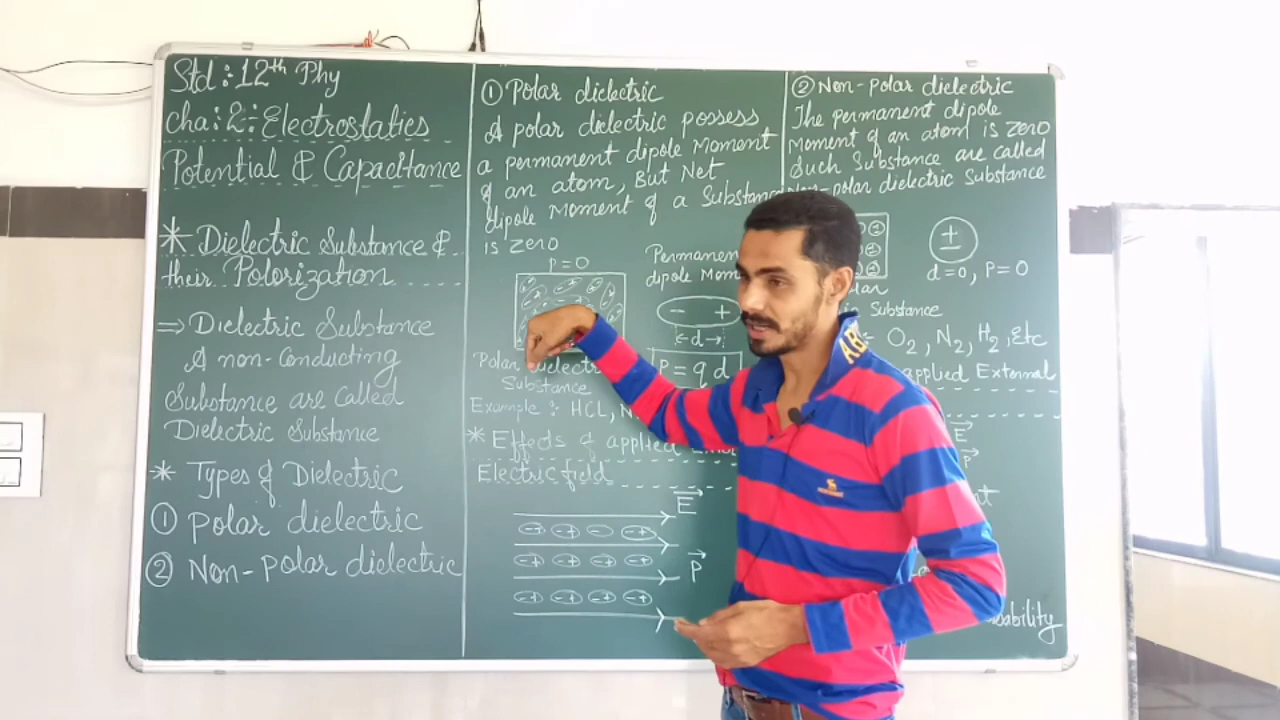 Std : 12th Phy
cha : 2 : Electrostatics
Potential & Capacitance
* Dielectric Substance &
their Polorization
⇒ Dielectric Substance
A non-Conducting
Substance are Called
Dielectric Substance
* Types of Dielectric
① Polar dielectric
② Non-Polar dielectric
① Polar dielectric
A polar dielectric possess
a permanent dipole Moment
of an atom, But Net
dipole Moment of a Substance
is zero
P = 0
Polar dielectric
Substance
Permanent
dipole Mom
- +
d
P = q d
Example : HCL, N
* Effects of applied
Electric field
E
- + - + - - +
- + - + - + - +
P
- + - + - + - +
② Non-Polar dielectric
The permanent dipole
Moment of an atom is zero
Such Substance are called
Non-polar dielectric Substance
±
d = 0, P = 0
Substance
O2, N2, H2, Etc
applied External
E
P
ABE